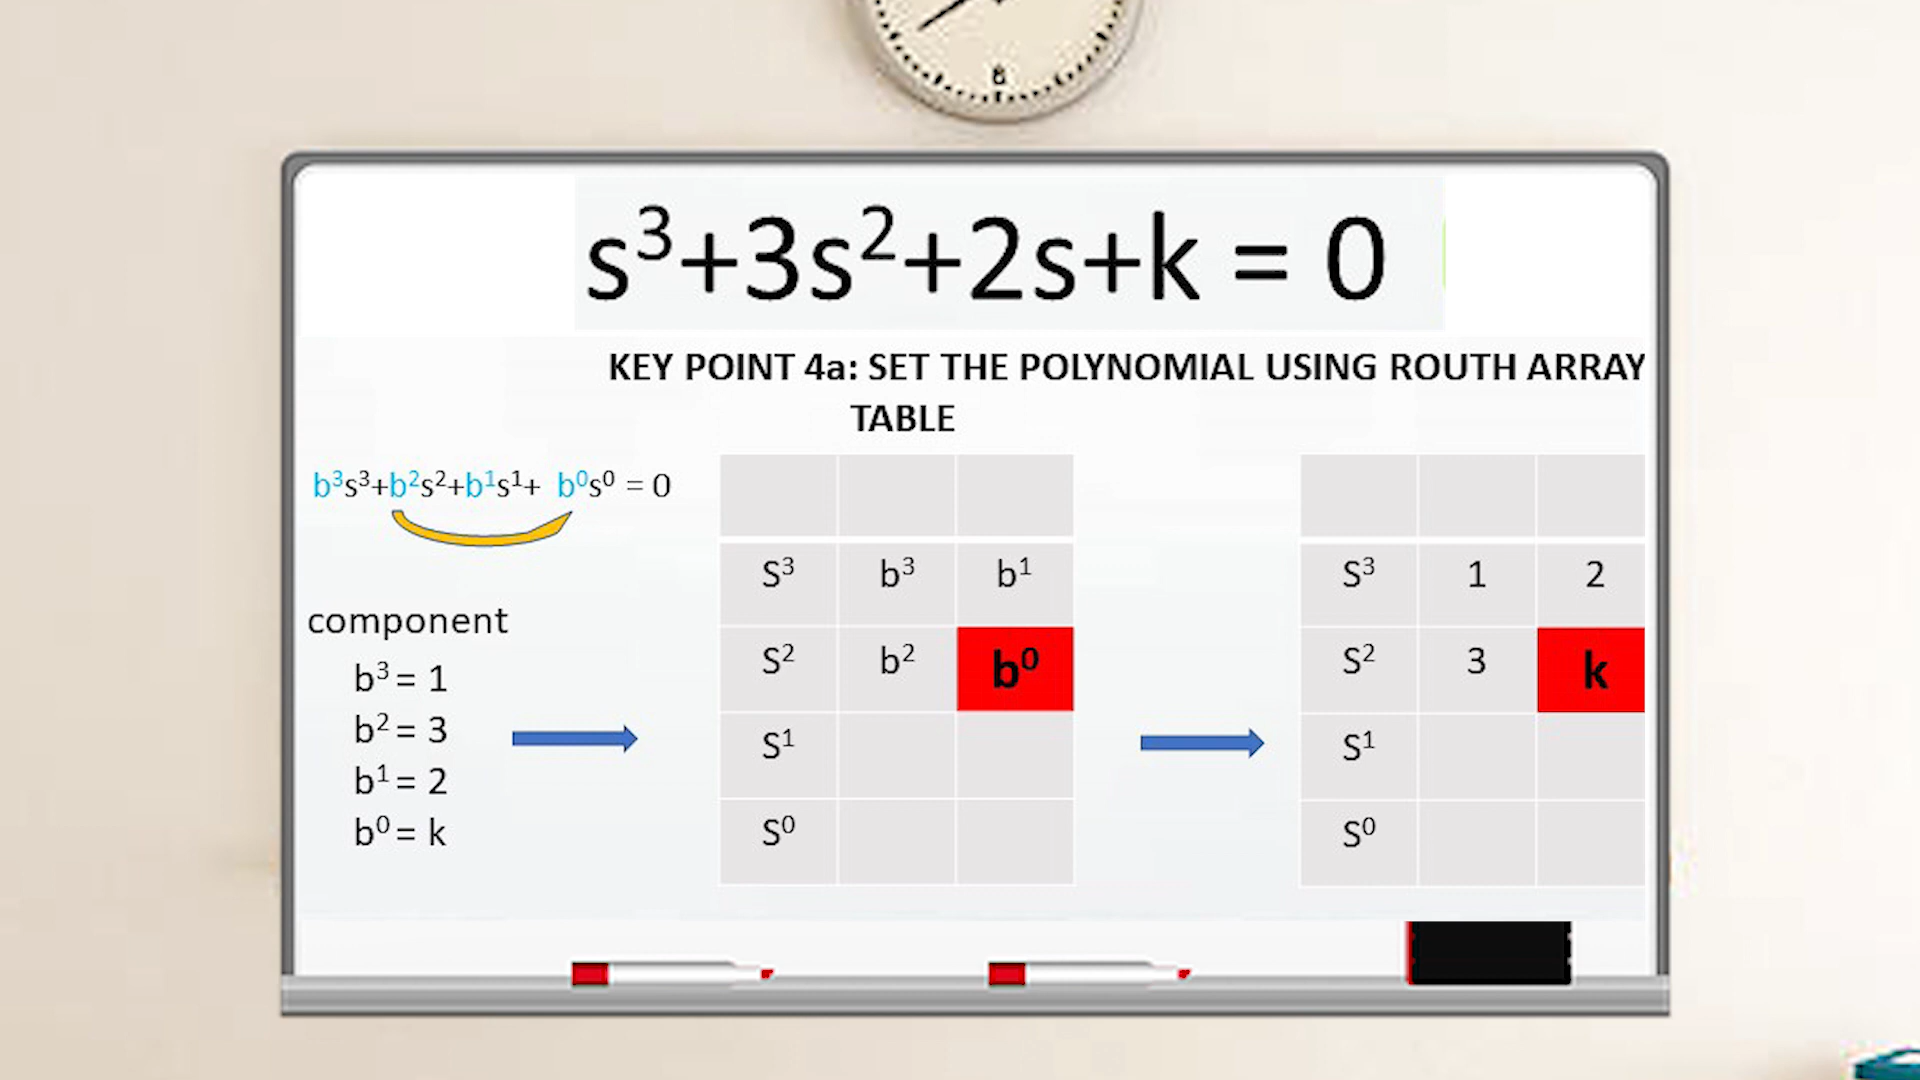 8
s³+3s²+2s+k = 0
KEY POINT 4a: SET THE POLYNOMIAL USING ROUTH ARRAY
TABLE
b³s³+b²s²+b¹s¹+ b⁰s⁰ = 0
component
b³ = 1
b² = 3
b¹ = 2
b⁰ = k
S³ b³ b¹
S² b² b⁰
S¹
S⁰
S³ 1 2
S² 3 k
S¹
S⁰